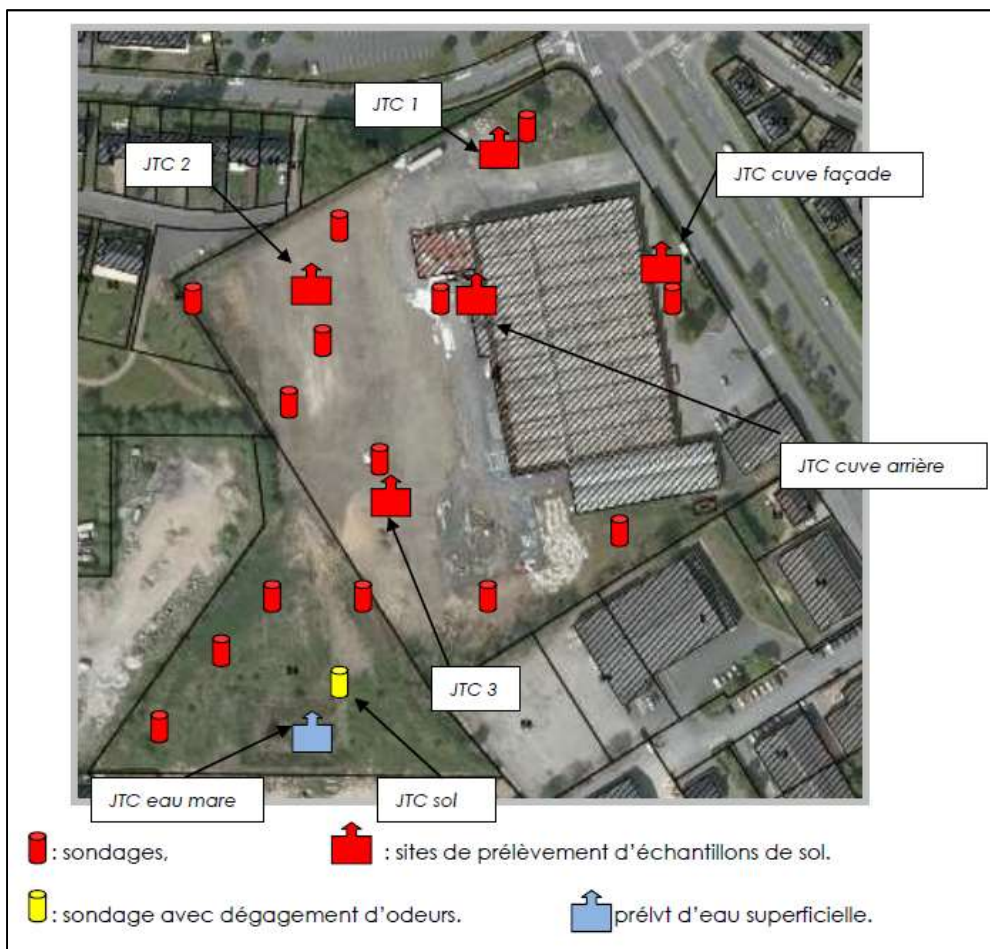 JTC 1
JTC 2
JTC cuve façade
JTC cuve arrière
JTC 3
JTC eau mare
JTC sol
: sondages,
: sites de prélèvement d'échantillons de sol.
: sondage avec dégagement d'odeurs.
prélvt d'eau superficielle.